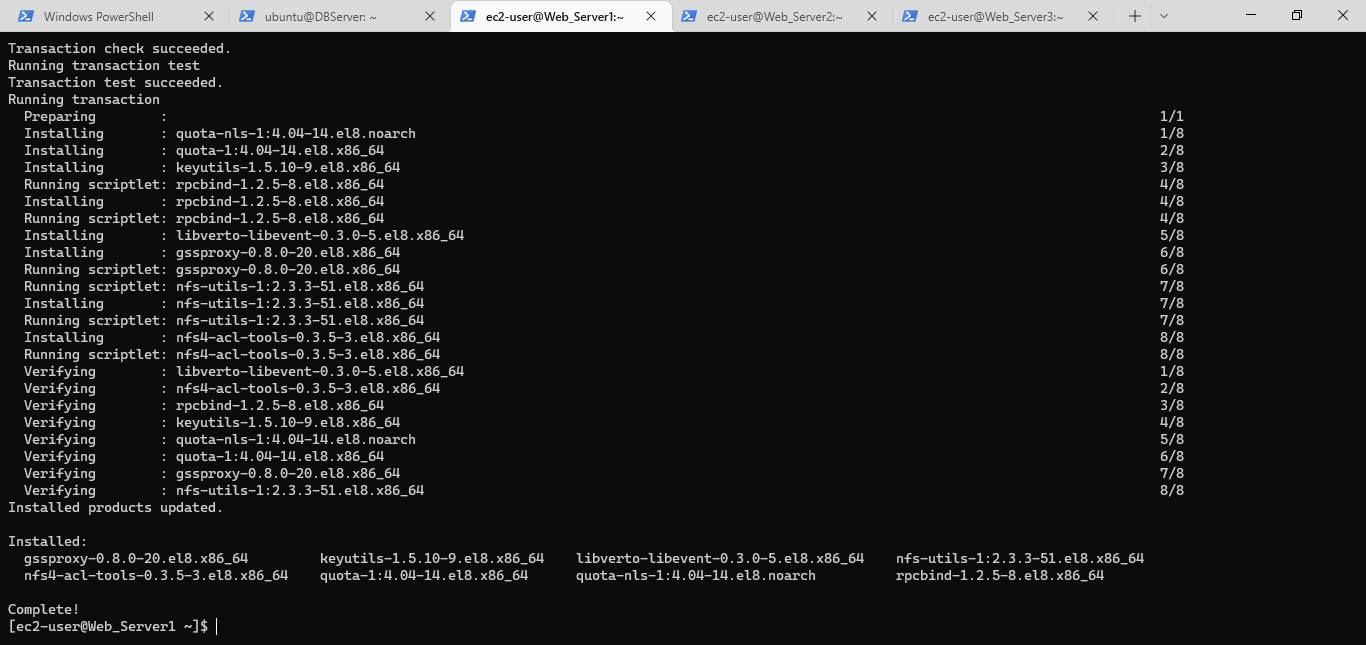 Windows PowerShell
ubuntu@DBServer: ~
ec2-user@Web_Server1:~
ec2-user@Web_Server2:~
ec2-user@Web_Server3:~
Transaction check succeeded.
Running transaction test
Transaction test succeeded.
Running transaction
  Preparing        :                                                                                                                            1/1
  Installing       : quota-nls-1:4.04-14.el8.noarch                                                                                             1/8
  Installing       : quota-1:4.04-14.el8.x86_64                                                                                                 2/8
  Installing       : keyutils-1.5.10-9.el8.x86_64                                                                                               3/8
  Running scriptlet: rpcbind-1.2.5-8.el8.x86_64                                                                                                 4/8
  Installing       : rpcbind-1.2.5-8.el8.x86_64                                                                                                 4/8
  Running scriptlet: rpcbind-1.2.5-8.el8.x86_64                                                                                                 4/8
  Installing       : libverto-libevent-0.3.0-5.el8.x86_64                                                                                       5/8
  Installing       : gssproxy-0.8.0-20.el8.x86_64                                                                                               6/8
  Running scriptlet: gssproxy-0.8.0-20.el8.x86_64                                                                                               6/8
  Running scriptlet: nfs-utils-1:2.3.3-51.el8.x86_64                                                                                            7/8
  Installing       : nfs-utils-1:2.3.3-51.el8.x86_64                                                                                            7/8
  Running scriptlet: nfs-utils-1:2.3.3-51.el8.x86_64                                                                                            7/8
  Installing       : nfs4-acl-tools-0.3.5-3.el8.x86_64                                                                                          8/8
  Running scriptlet: nfs4-acl-tools-0.3.5-3.el8.x86_64                                                                                          8/8
  Verifying        : libverto-libevent-0.3.0-5.el8.x86_64                                                                                       1/8
  Verifying        : nfs4-acl-tools-0.3.5-3.el8.x86_64                                                                                          2/8
  Verifying        : rpcbind-1.2.5-8.el8.x86_64                                                                                                 3/8
  Verifying        : keyutils-1.5.10-9.el8.x86_64                                                                                               4/8
  Verifying        : quota-nls-1:4.04-14.el8.noarch                                                                                             5/8
  Verifying        : quota-1:4.04-14.el8.x86_64                                                                                                 6/8
  Verifying        : gssproxy-0.8.0-20.el8.x86_64                                                                                               7/8
  Verifying        : nfs-utils-1:2.3.3-51.el8.x86_64                                                                                            8/8
Installed products updated.
Installed:
  gssproxy-0.8.0-20.el8.x86_64         keyutils-1.5.10-9.el8.x86_64    libverto-libevent-0.3.0-5.el8.x86_64    nfs-utils-1:2.3.3-51.el8.x86_64
  nfs4-acl-tools-0.3.5-3.el8.x86_64    quota-1:4.04-14.el8.x86_64      quota-nls-1:4.04-14.el8.noarch          rpcbind-1.2.5-8.el8.x86_64
Complete!
[ec2-user@Web_Server1 ~]$